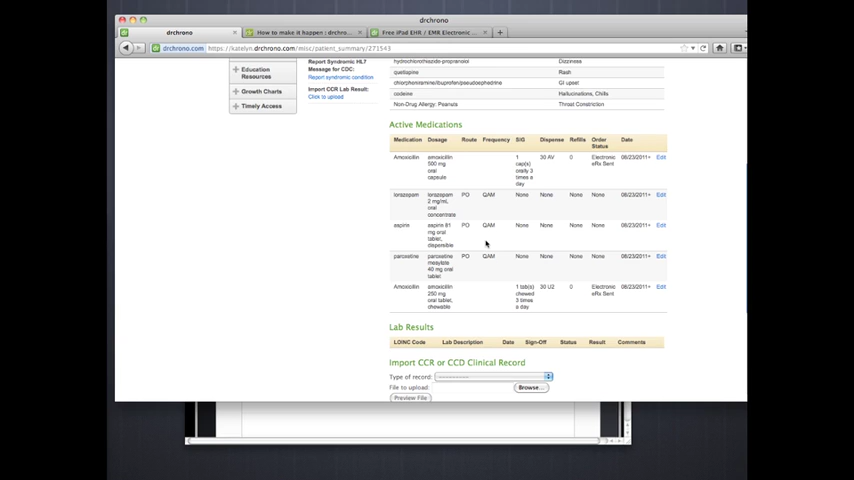 drchrono
drchrono
How to make it happen : drchro...
Free iPad EHR / EMR Electronic ...
drchrono.com
https://katelyn.drchrono.com/misc/patient_summary/271543
Education
Resources
Growth Charts
Timely Access
Report Syndromic HL7
Message for CDC:
Report syndromic condition
Import CCR Lab Result:
Click to upload
hydrochlorothiazide-propranolol Dizziness
quetiapine Rash
chlorpheniramine/ibuprofen/pseudoephedrine GI upset
codeine Hallucinations, Chills
Non-Drug Allergy: Peanuts Throat Constriction
Active Medications
Medication Dosage Route Frequency SIG Dispense Refills Order Status Date
Amoxicillin amoxicillin 500 mg oral capsule 1 cap(s) orally 3 times a day 30 AV 0 Electronic eRx Sent 08/23/2011+ Edit
lorazepam lorazepam 2 mg/mL oral concentrate PO QAM None None None None 08/23/2011+ Edit
aspirin aspirin 81 mg oral tablet, dispersible PO QAM None None None None 08/23/2011+ Edit
paroxetine paroxetine mesylate 40 mg oral tablet PO QAM None None None None 08/23/2011+ Edit
Amoxicillin amoxicillin 250 mg oral tablet, chewable 1 tab(s) chewed 3 times a day 30 U2 0 Electronic eRx Sent 08/23/2011+ Edit
Lab Results
LOINC Code Lab Description Date Sign-Off Status Result Comments
Import CCR or CCD Clinical Record
Type of record:
File to upload: Browse...
Preview File